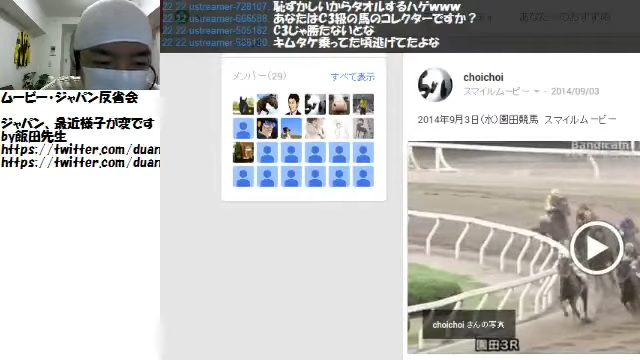 22 22 ustreamer-728107: 恥ずかしいからタオルするハゲwww
22 22 ustreamer-666598: あなたはC3級の馬のコレクターですか？
22 22 ustreamer-505182: C3じゃ勝たないとな
キムタケ乗ってた頃逃げてたよな
ムービー・ジャパン反省会
ジャパン、最近様子が変です
by飯田先生
https://twitter.com/duan
https://twitter.com/duan
メンバー (29)
すべて表示
choichoi
スマイルムービー - 2014/09/03
2014年9月3日(水)園田競馬 スマイルムービー
Bandicam
choichoi さんの写真
園田3R